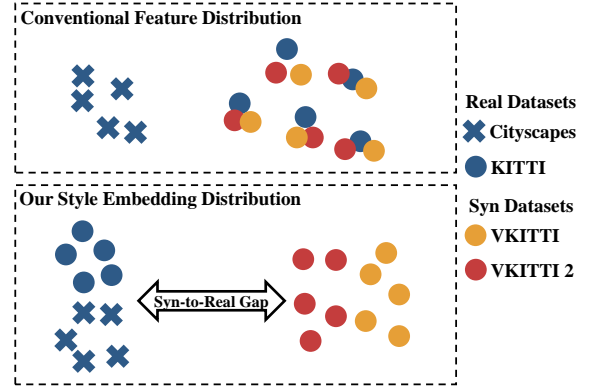 Conventional Feature Distribution
Real Datasets
Cityscapes
KITTI
Our Style Embedding Distribution
Syn Datasets
VKITTI
VKITTI 2
Syn-to-Real Gap